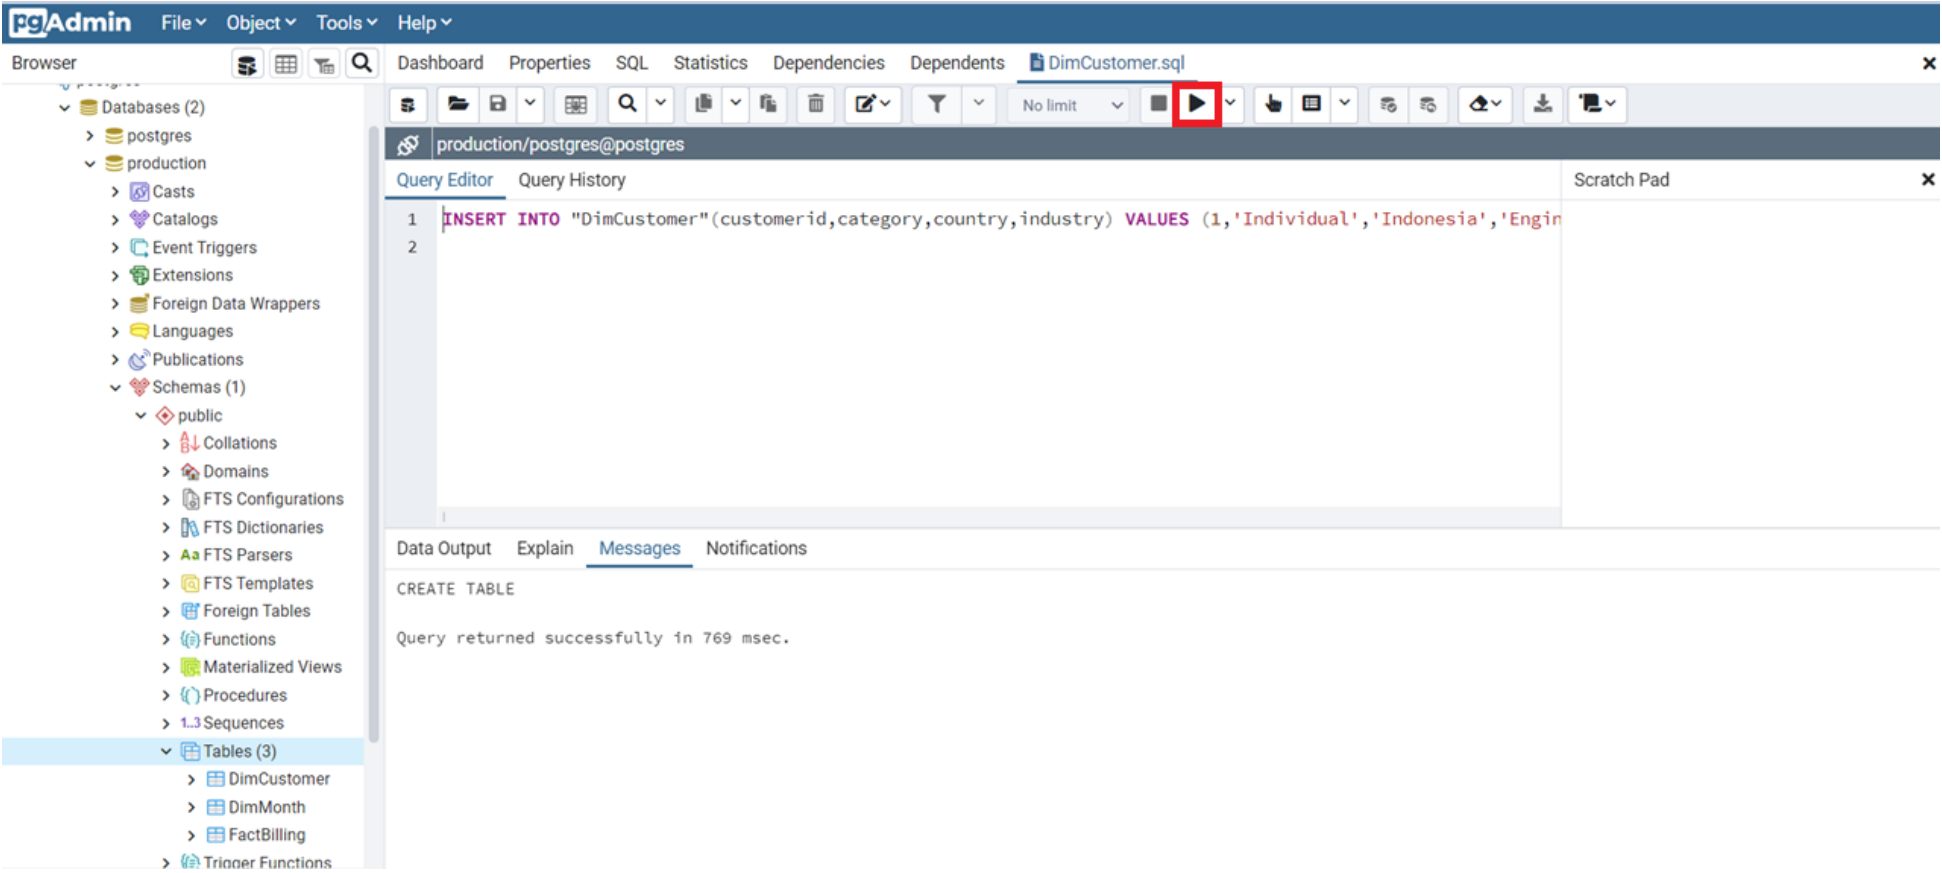 pgAdmin File Object Tools Help
Browser
Dashboard Properties SQL Statistics Dependencies Dependents DimCustomer.sql
No limit
production/postgres@postgres
Query Editor Query History
Scratch Pad
1 INSERT INTO "DimCustomer"(customerid,category,country,industry) VALUES (1,'Individual','Indonesia','Engin
2
Databases (2)
postgres
production
Casts
Catalogs
Event Triggers
Extensions
Foreign Data Wrappers
Languages
Publications
Schemas (1)
public
Collations
Domains
FTS Configurations
FTS Dictionaries
Aa FTS Parsers
FTS Templates
Foreign Tables
Functions
Materialized Views
Procedures
1..3 Sequences
Tables (3)
DimCustomer
DimMonth
FactBilling
Trigger Functions
Data Output Explain Messages Notifications
CREATE TABLE
Query returned successfully in 769 msec.